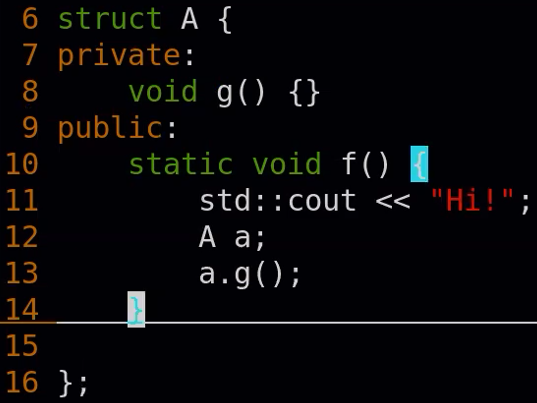 6 struct A {
7 private:
8     void g() {}
9 public:
10     static void f() {
11         std::cout << "Hi!";
12         A a;
13         a.g();
14     }
15
16 };